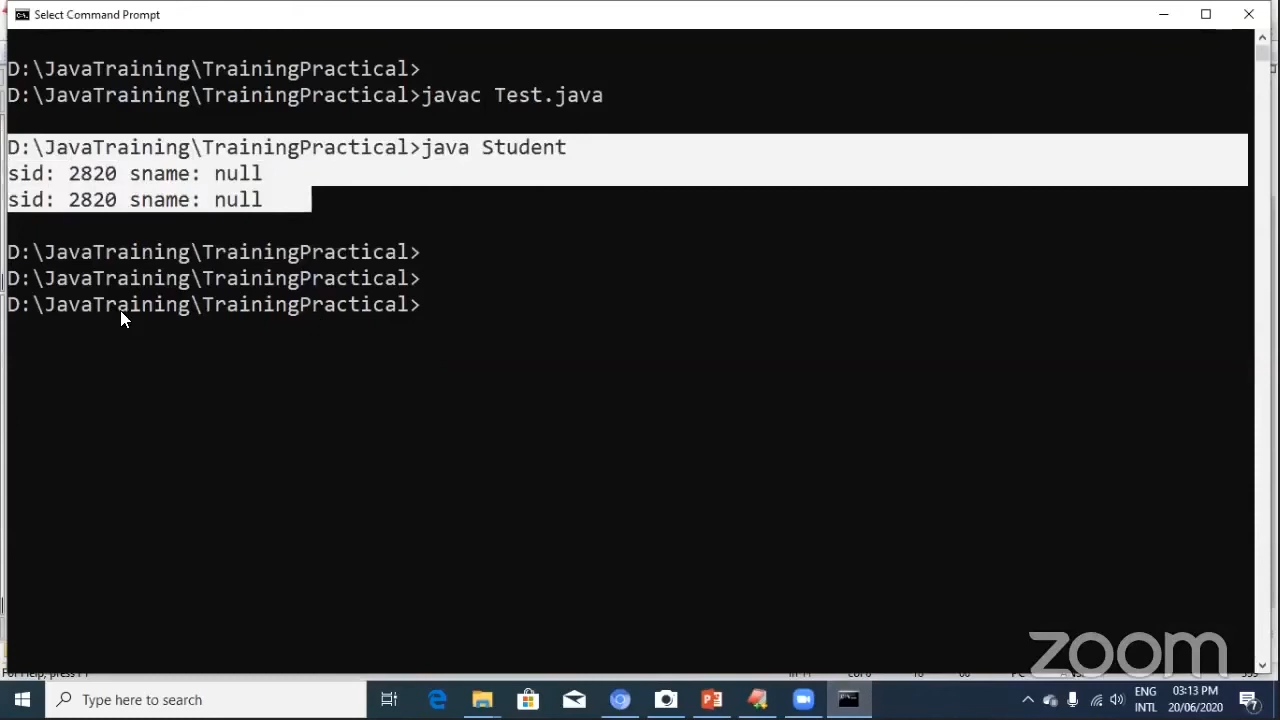 Select Command Prompt
D:\JavaTraining\TrainingPractical>
D:\JavaTraining\TrainingPractical>javac Test.java
D:\JavaTraining\TrainingPractical>java Student
sid: 2820 sname: null
sid: 2820 sname: null
D:\JavaTraining\TrainingPractical>
D:\JavaTraining\TrainingPractical>
D:\JavaTraining\TrainingPractical>
zoom
Type here to search
ENG
INTL
03:13 PM
20/06/2020
7